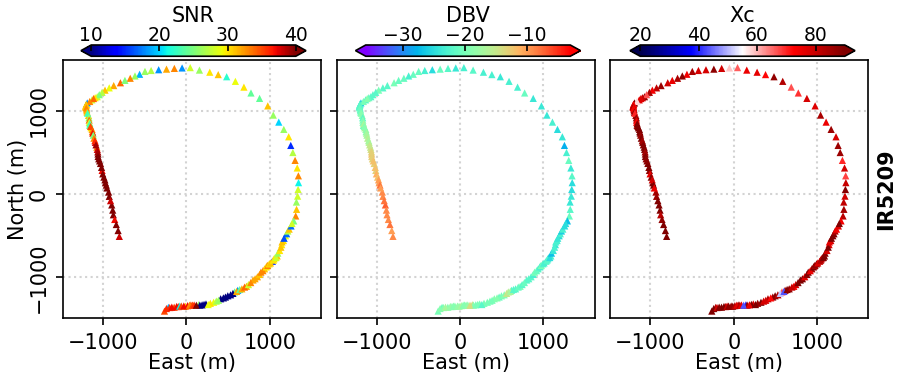 SNR DBV Xc
10 20 30 40 −30 −20 −10 20 40 60 80
North (m)
1000
0
−1000
−1000 0 1000 −1000 0 1000 −1000 0 1000
East (m) East (m) East (m)
IR5209